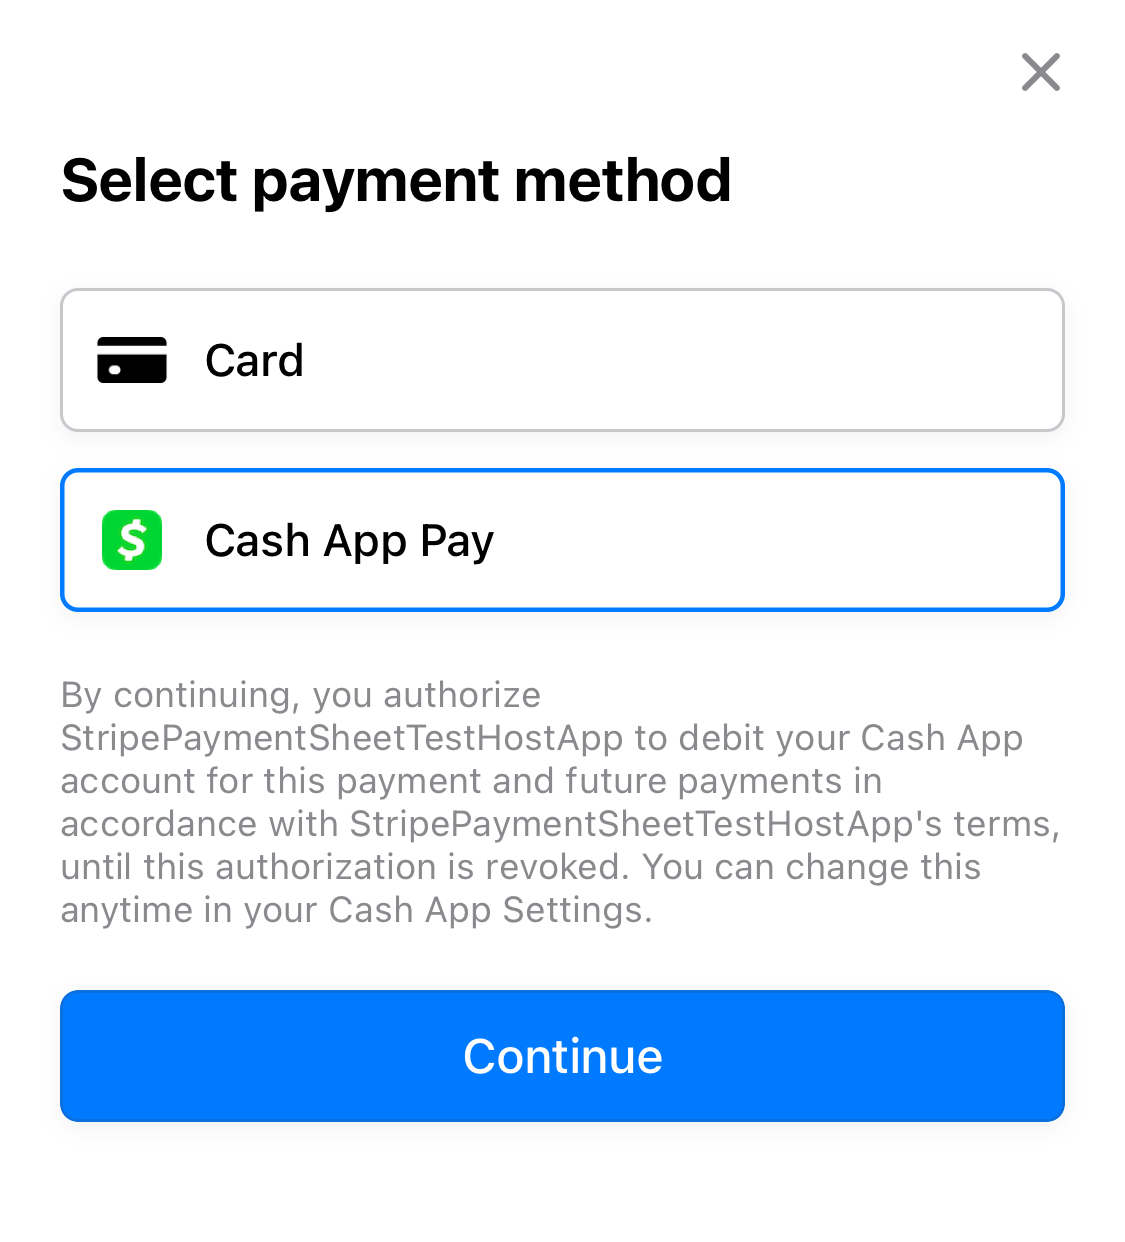 Select payment method
Card
$ Cash App Pay
By continuing, you authorize
StripePaymentSheetTestHostApp to debit your Cash App
account for this payment and future payments in
accordance with StripePaymentSheetTestHostApp's terms,
until this authorization is revoked. You can change this
anytime in your Cash App Settings.
Continue